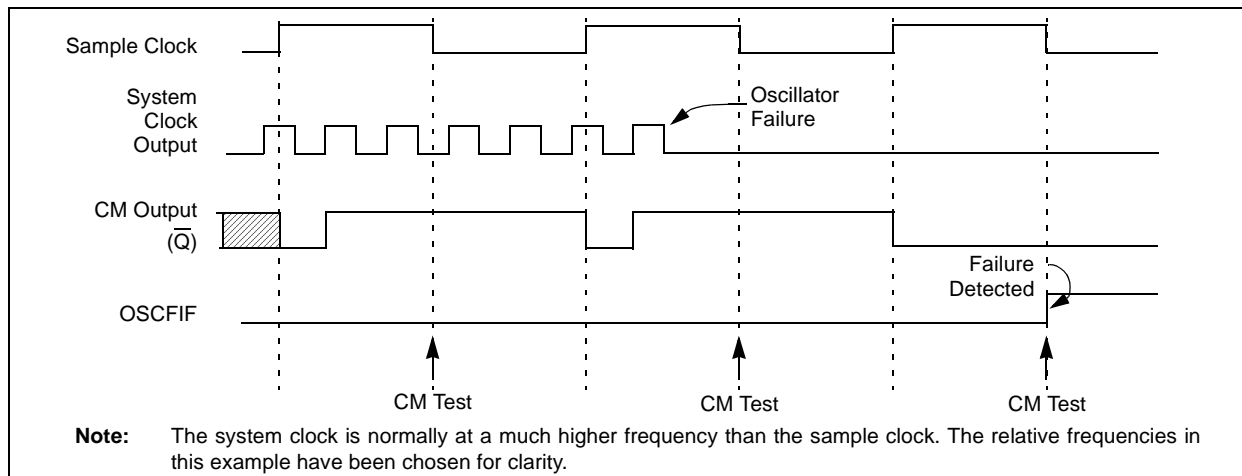 Sample Clock
System
Clock
Output
Oscillator
Failure
CM Output
(Q̅)
Failure
Detected
OSCFIF
CM Test
CM Test
CM Test
Note: The system clock is normally at a much higher frequency than the sample clock. The relative frequencies in
this example have been chosen for clarity.